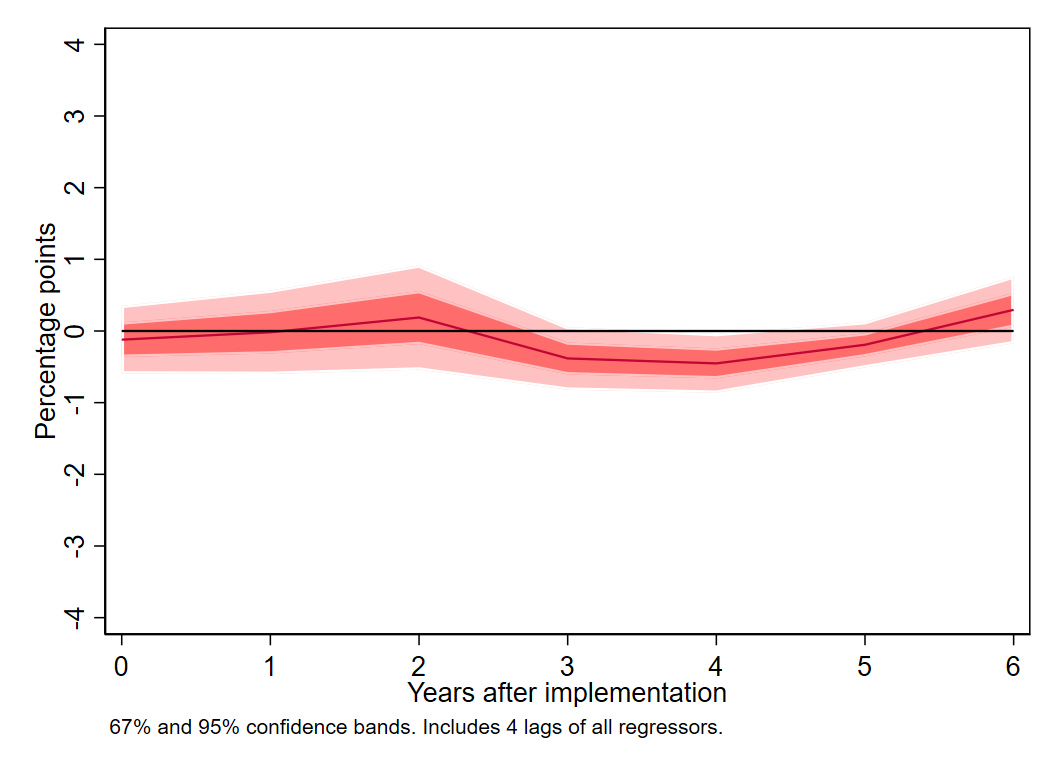 4
3
2
1
0
-1
-2
-3
-4
Percentage points
0 1 2 3 4 5 6
Years after implementation
67% and 95% confidence bands. Includes 4 lags of all regressors.